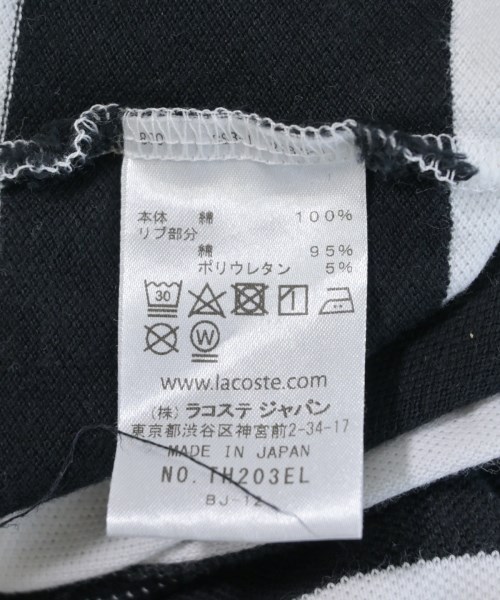 本体 綿 100%
リブ部分
綿 95%
ポリウレタン 5%
30
W
www.lacoste.com
(株) ラコステ ジャパン
東京都渋谷区神宮前2-34-17
MADE IN JAPAN
NO. TH203EL
BJ-12